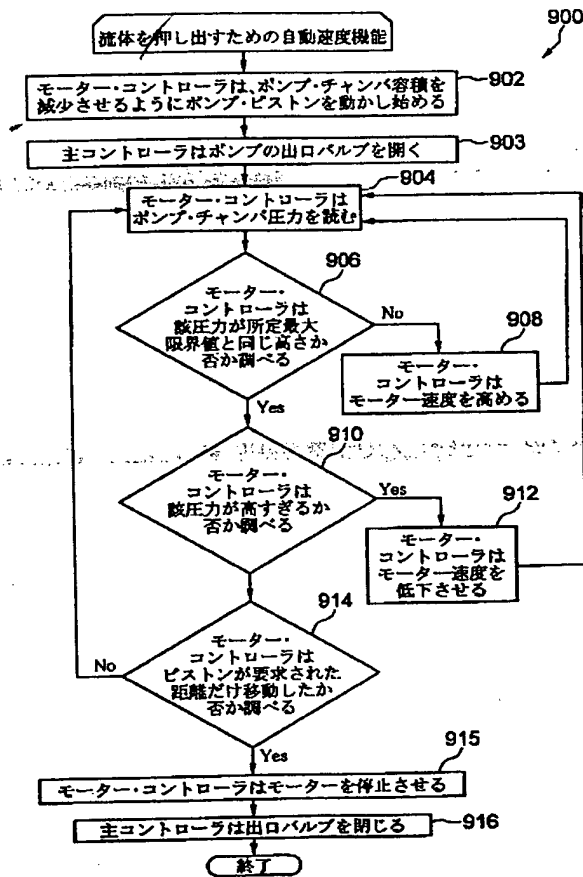 900
流体を押し出すための自動速度機能
モーター・コントローラは、ポンプ・チャンバ容積を
減少させるようにポンプ・ピストンを動かし始める
902
主コントローラはポンプの出口バルブを開く
903
904
モーター・コントローラは
ポンプ・チャンバ圧力を読む
906
モーター・
コントローラは
該圧力が所定最大
限界値と同じ高さか
否か調べる
No
908
モーター・
コントローラは
モーター速度を高める
Yes
910
モーター・
コントローラは
該圧力が高すぎるか
否か調べる
Yes
912
モーター・
コントローラは
モーター速度を
低下させる
914
モーター・
コントローラは
ピストンが要求された
距離だけ移動したか
否か調べる
No
Yes
915
モーター・コントローラはモーターを停止させる
主コントローラは出口バルブを閉じる
916
終了